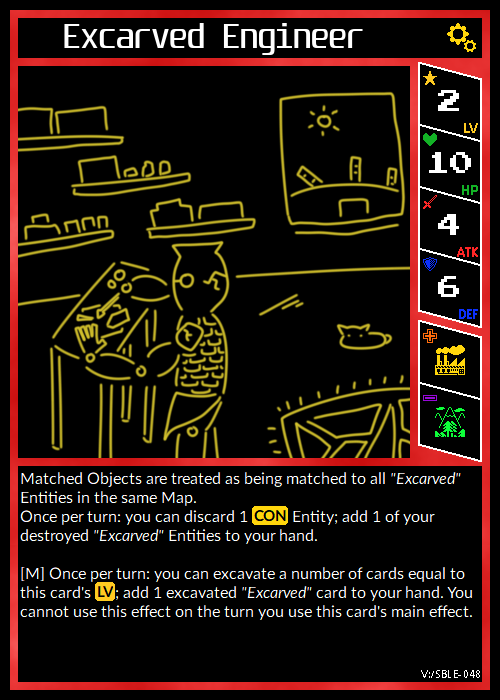 Excarved Engineer
2
LV
10
HP
4
ATK
6
DEF
Matched Objects are treated as being matched to all "Excarved"
Entities in the same Map.
Once per turn: you can discard 1 CON Entity; add 1 of your
destroyed "Excarved" Entities to your hand.
[M] Once per turn: you can excavate a number of cards equal to
this card's LV; add 1 excavated "Excarved" card to your hand. You
cannot use this effect on the turn you use this card's main effect.
V:/SBLE-048